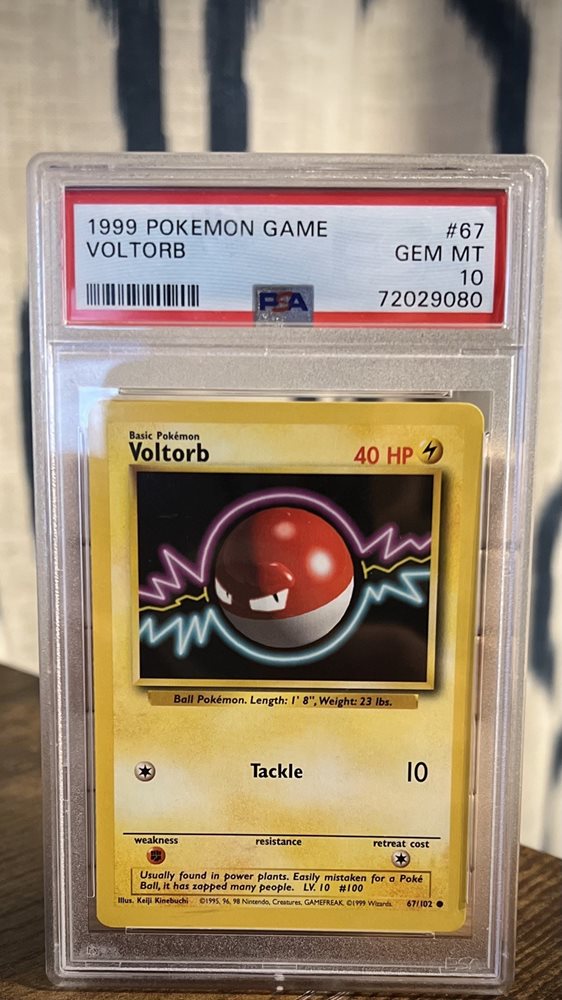 1999 POKEMON GAME #67
VOLTORB GEM MT
10
PSA 72029080
Basic Pokémon
Voltorb 40 HP
Ball Pokémon. Length: 1' 8", Weight: 23 lbs.
Tackle 10
weakness resistance retreat cost
Usually found in power plants. Easily mistaken for a Poké
Ball, it has zapped many people. LV. 10 #100
Illus. Keiji Kinebuchi ©1995, 96, 98 Nintendo, Creatures, GAMEFREAK. ©1999 Wizards. 67/102